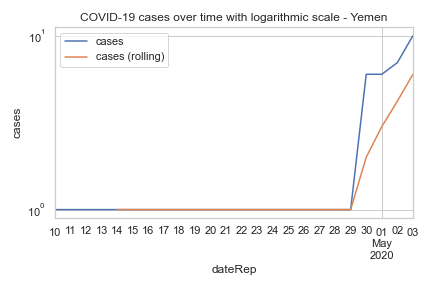 COVID-19 cases over time with logarithmic scale - Yemen
cases
cases (rolling)
10¹
10⁰
cases
10 11 12 13 14 15 16 17 18 19 20 21 22 23 24 25 26 27 28 29 30 01 02 03
May
2020
dateRep